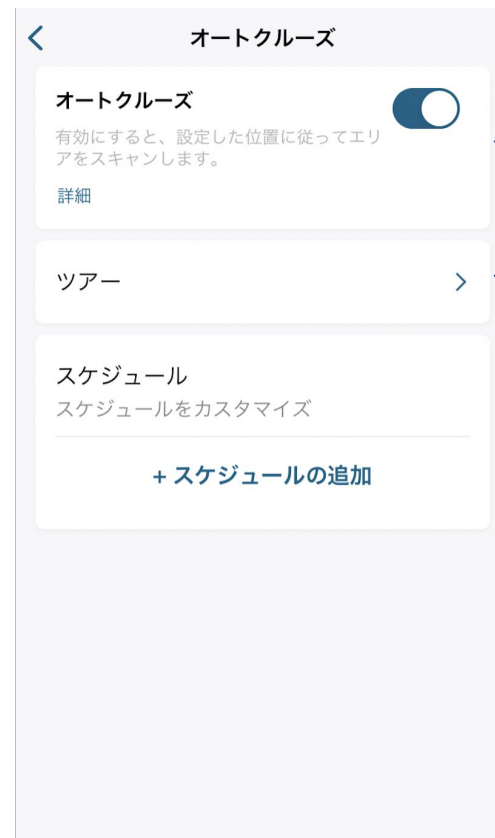 オートクルーズ
オートクルーズ
有効にすると、設定した位置に従ってエリ
アをスキャンします。
詳細
ツアー
スケジュール
スケジュールをカスタマイズ
+ スケジュールの追加